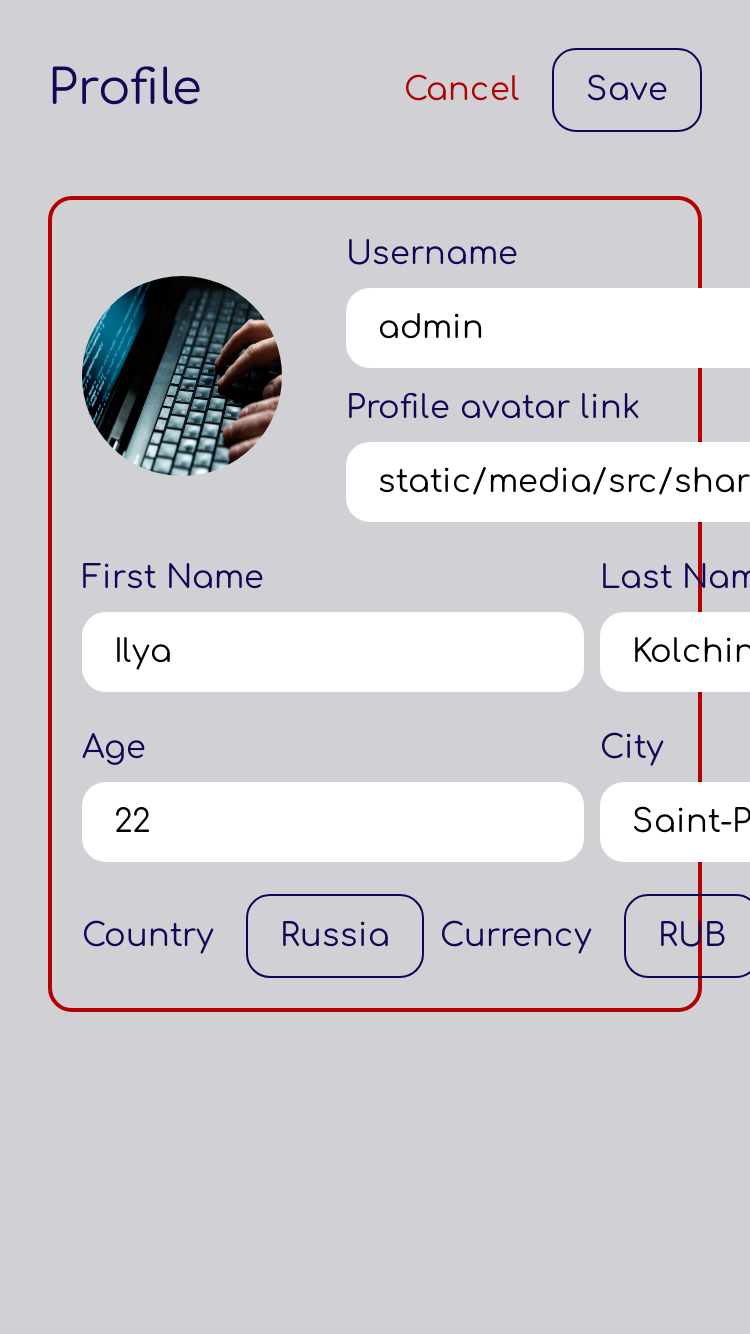 Profile Cancel Save
Username
admin
Profile avatar link
static/media/src/shar
First Name Last Nam
Ilya Kolchin
Age City
22 Saint-P
Country Russia Currency RUB